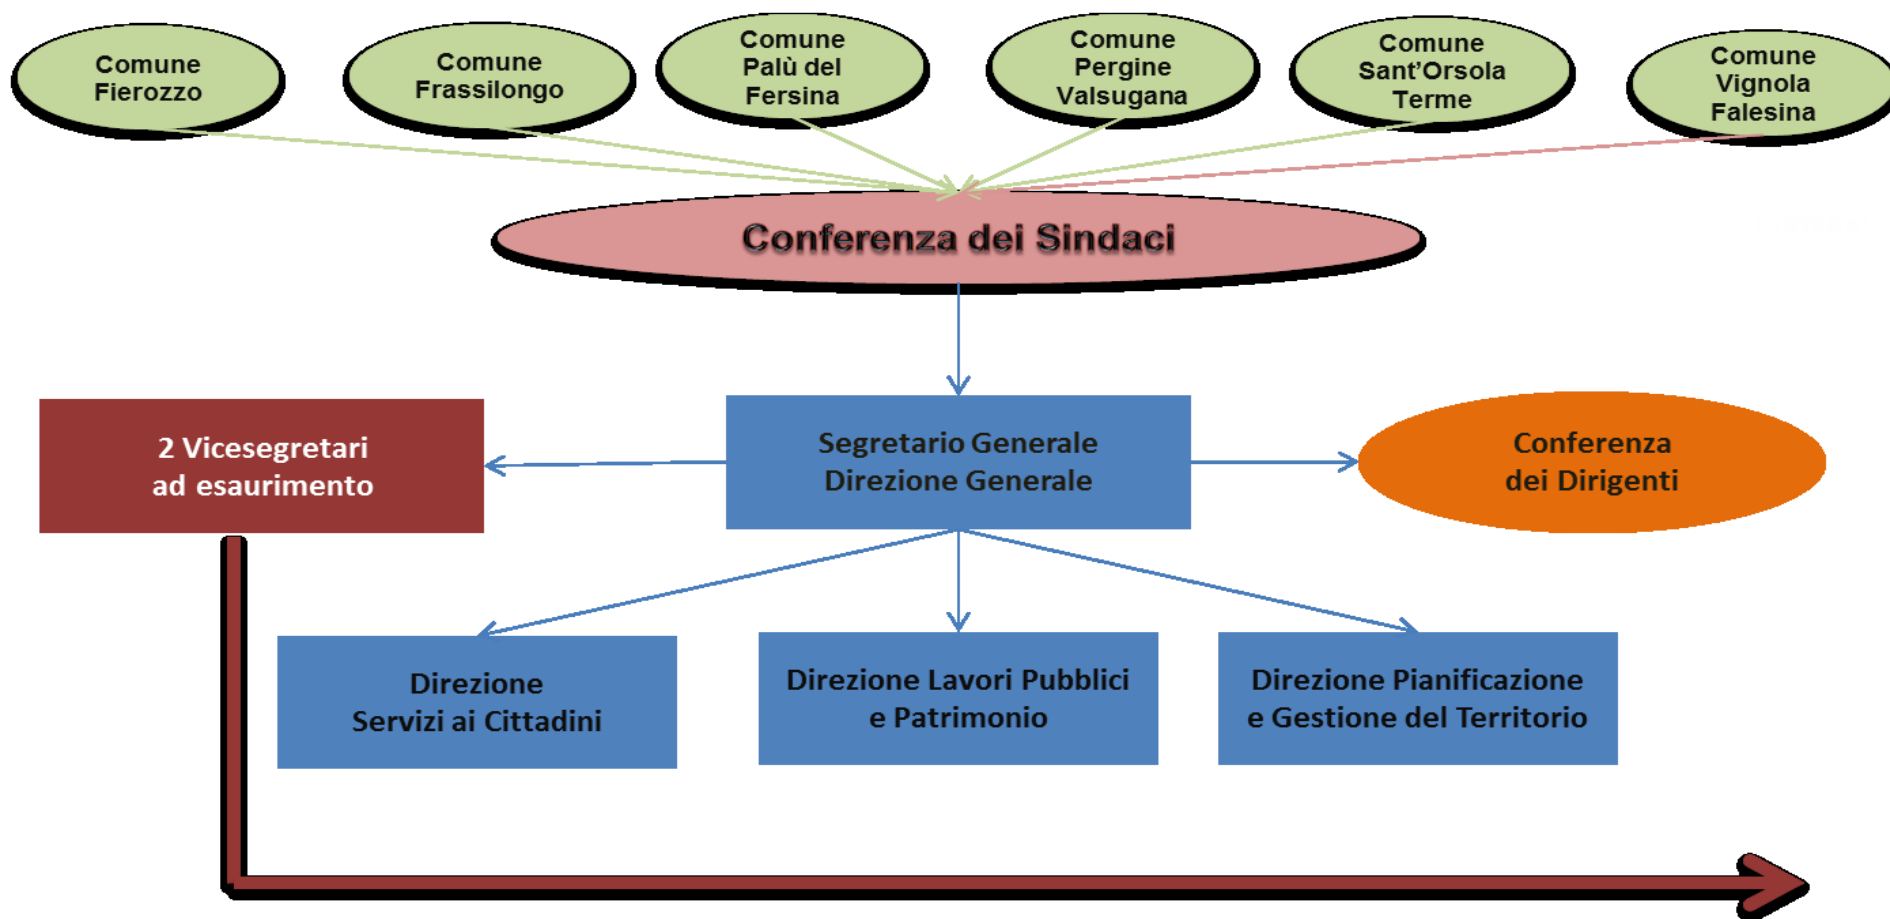 Comune
Fierozzo
Comune
Frassilongo
Comune
Palù del
Fersina
Comune
Pergine
Valsugana
Comune
Sant'Orsola
Terme
Comune
Vignola
Falesina
Conferenza dei Sindaci
2 Vicesegretari
ad esaurimento
Segretario Generale
Direzione Generale
Conferenza
dei Dirigenti
Direzione
Servizi ai Cittadini
Direzione Lavori Pubblici
e Patrimonio
Direzione Pianificazione
e Gestione del Territorio